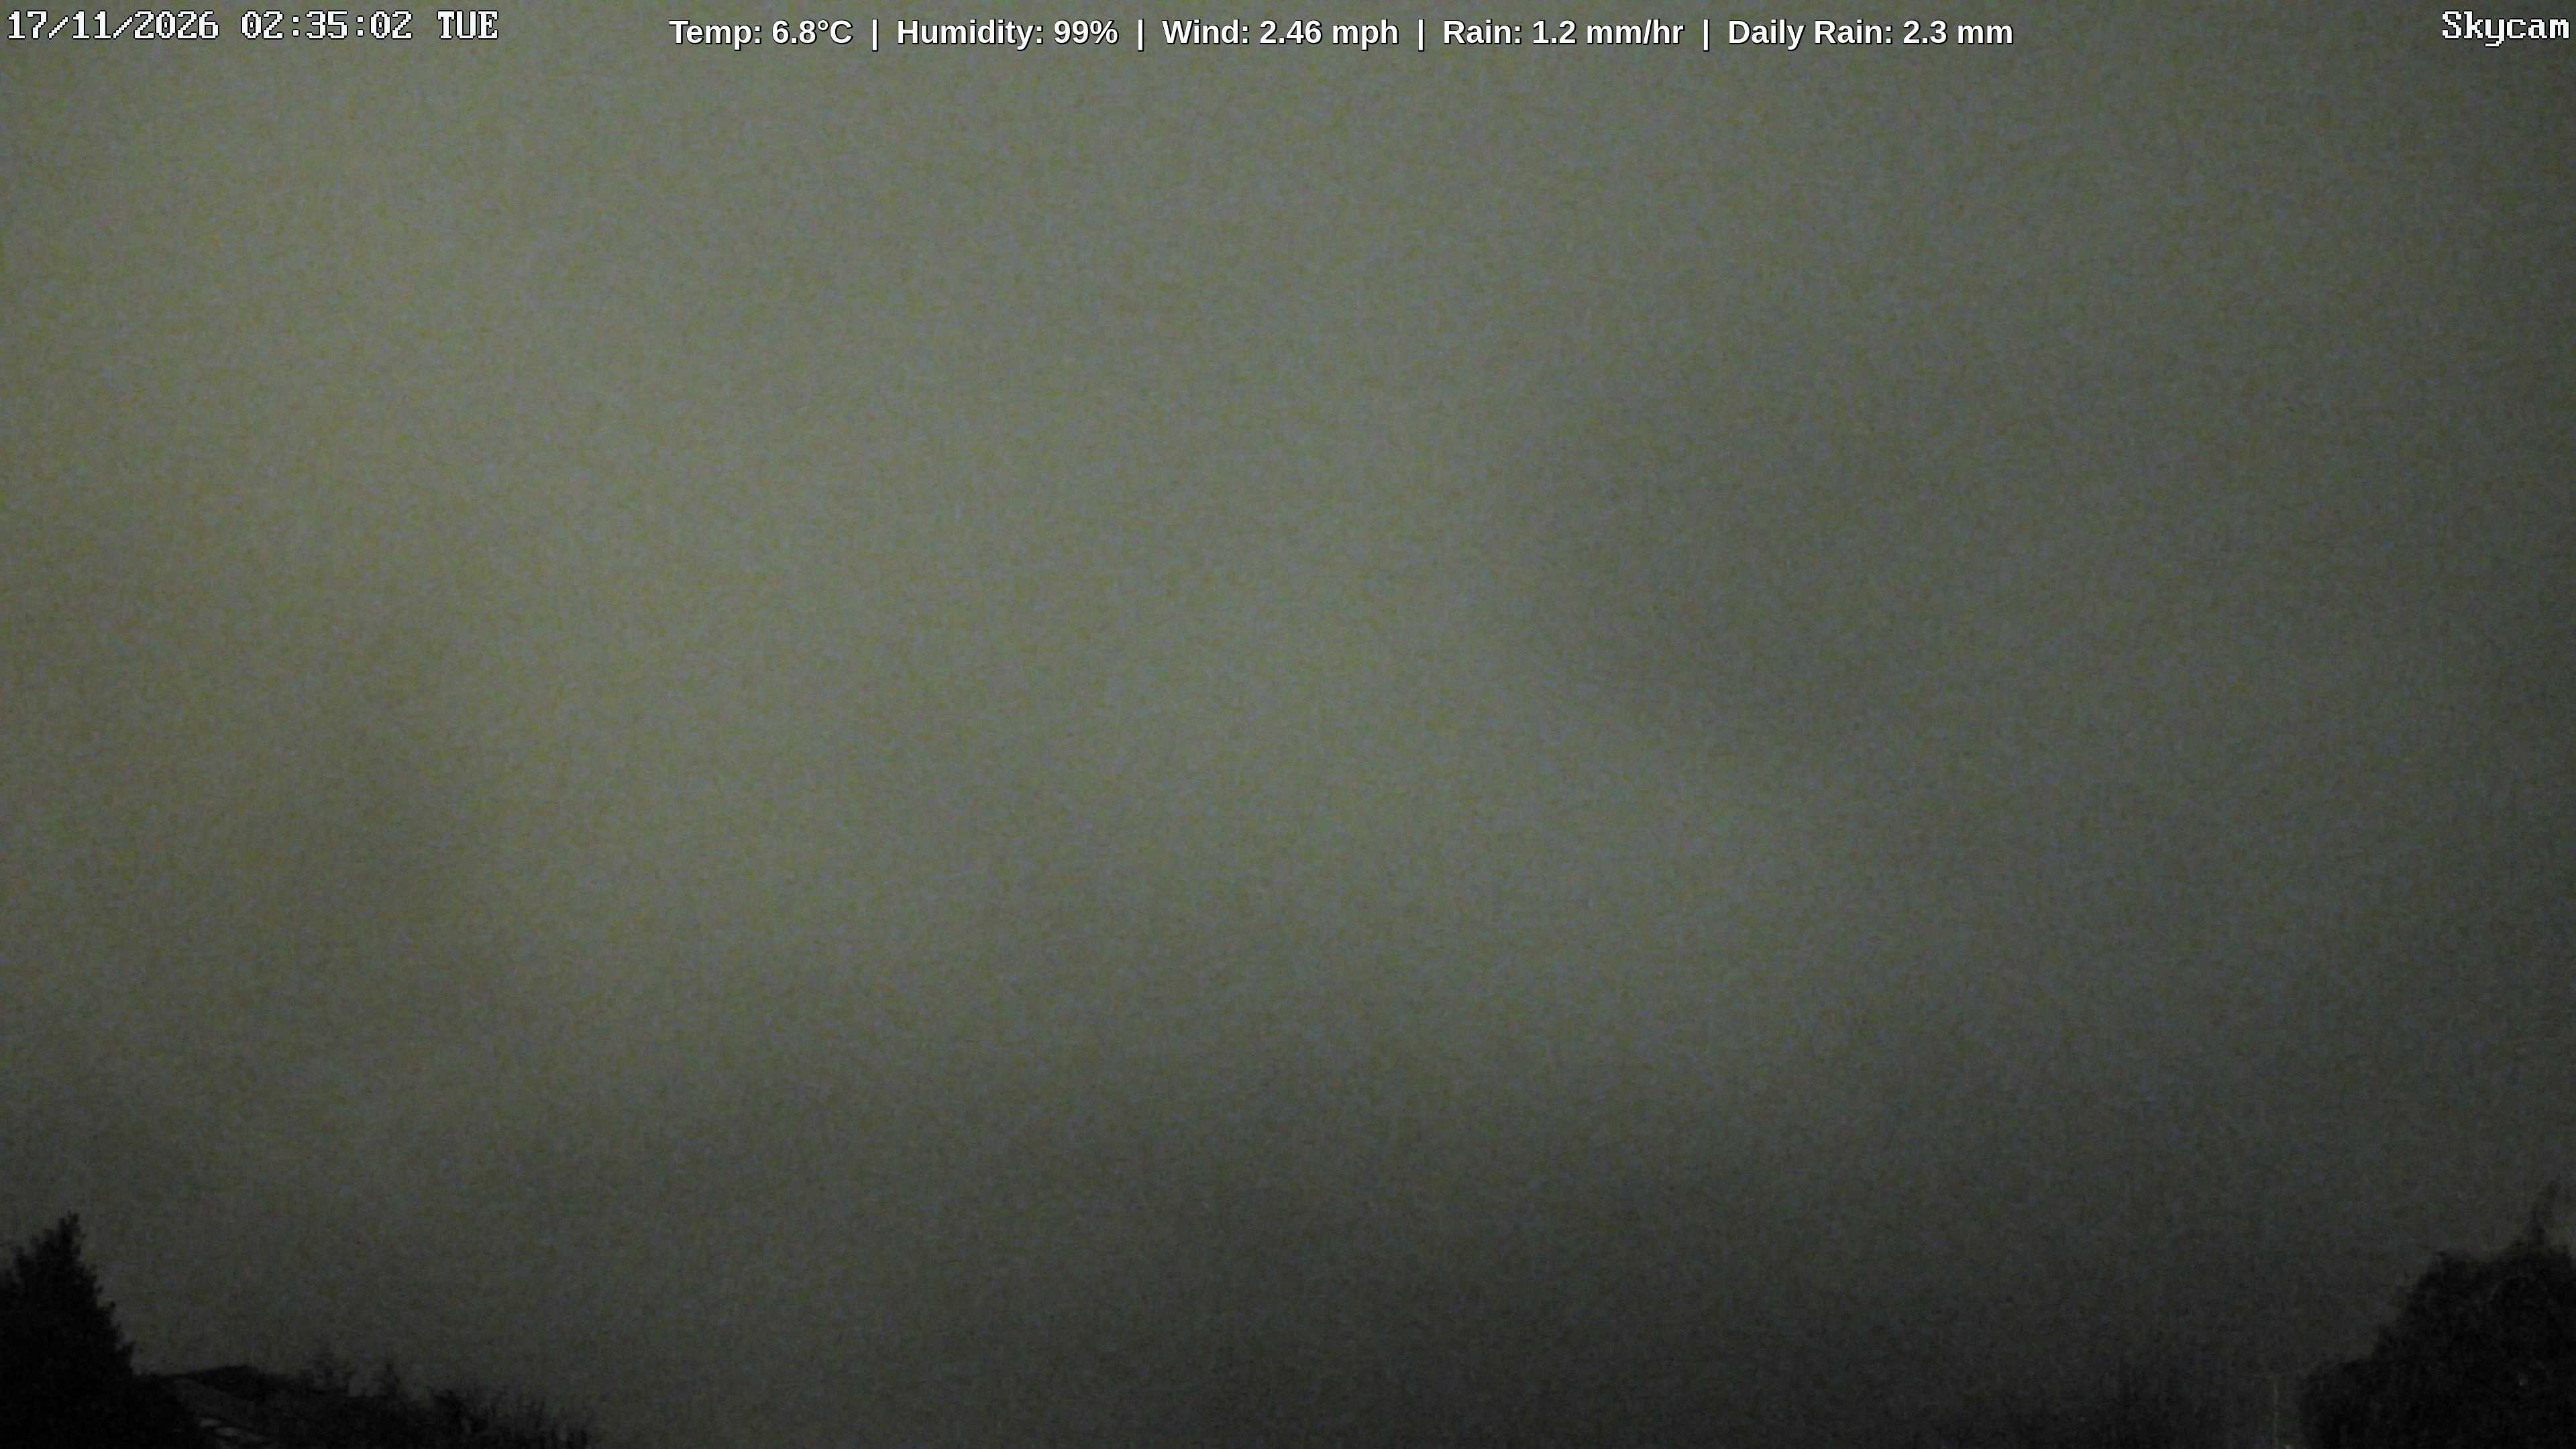 17/11/2026 02:35:02 TUE
Temp: 6.8°C | Humidity: 99% | Wind: 2.46 mph | Rain: 1.2 mm/hr | Daily Rain: 2.3 mm
Skycam